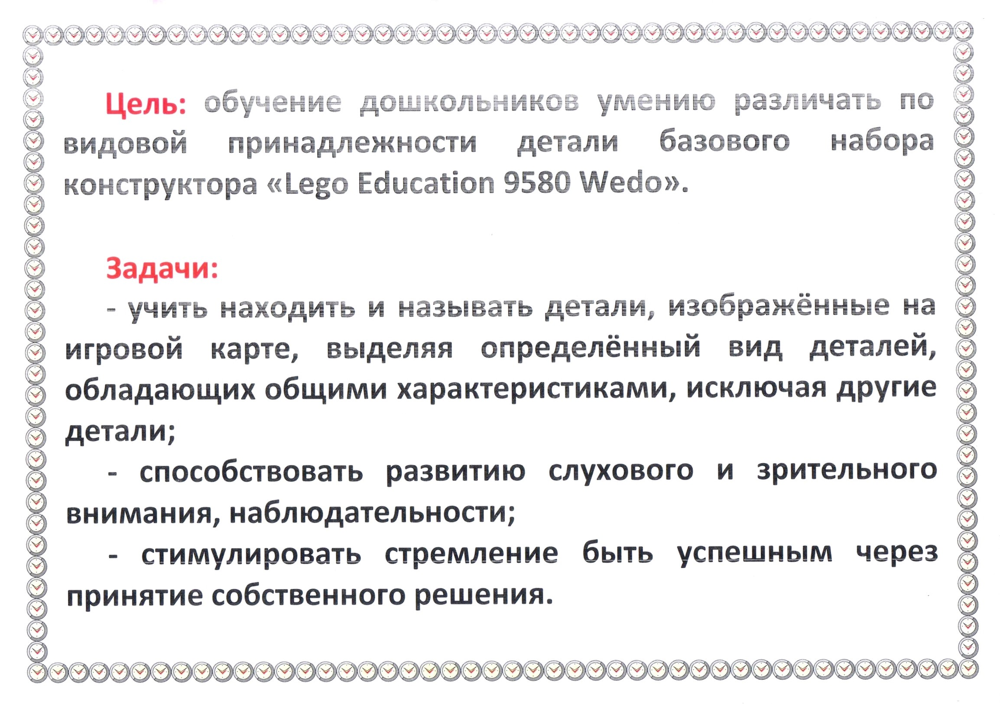 Цель: обучение дошкольников умению различать по
видовой принадлежности детали базового набора
конструктора «Lego Education 9580 Wedo».
Задачи:
- учить находить и называть детали, изображённые на
игровой карте, выделяя определённый вид деталей,
обладающих общими характеристиками, исключая другие
детали;
- способствовать развитию слухового и зрительного
внимания, наблюдательности;
- стимулировать стремление быть успешным через
принятие собственного решения.